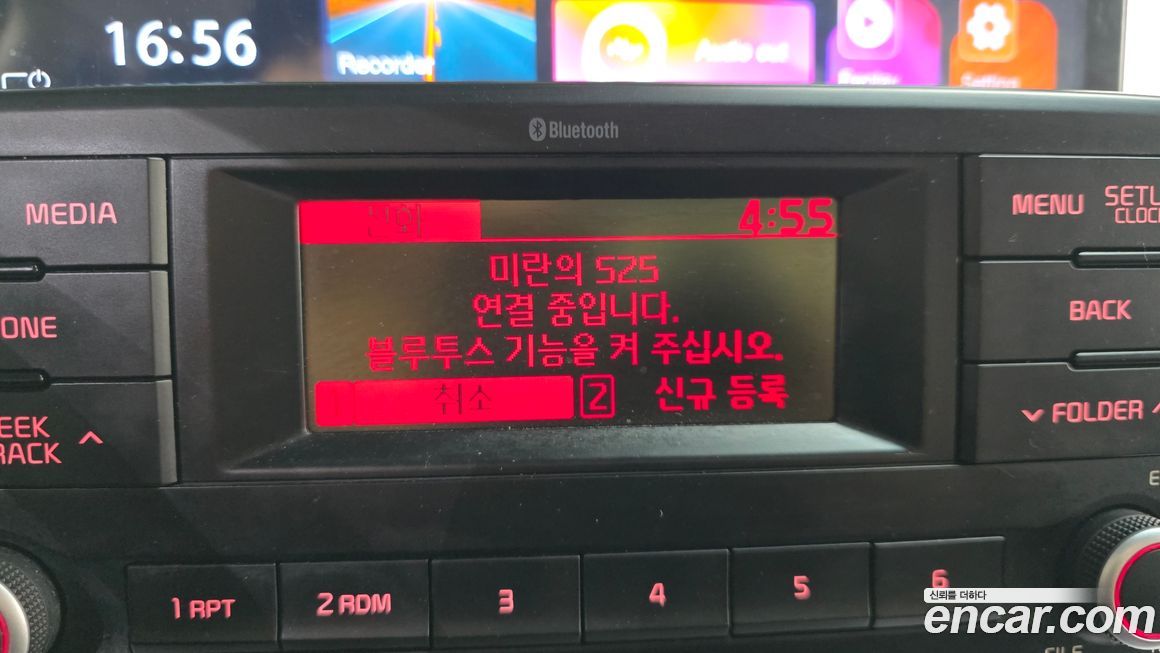 16:56
Recorder
Audio out
Bluetooth
MEDIA
MENU
전화
4:55
미란의 S25
연결 중입니다.
블루투스 기능을 켜 주십시오.
1 취소
2 신규 등록
BACK
FOLDER
1 RPT
2 RDM
3
4
5
6
신뢰를 더하다
encar.com